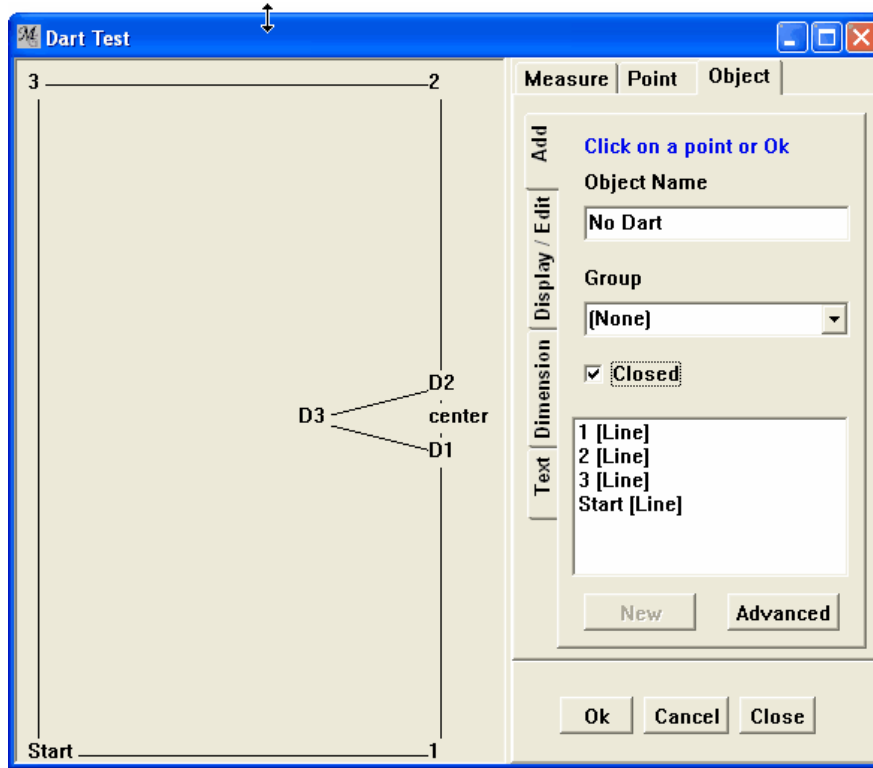 Dart Test
3
2
D2
D3
center
D1
Start
1
Measure
Point
Object
Add
Display / Edit
Dimension
Text
Click on a point or Ok
Object Name
No Dart
Group
(None)
Closed
1 [Line]
2 [Line]
3 [Line]
Start [Line]
New
Advanced
Ok
Cancel
Close